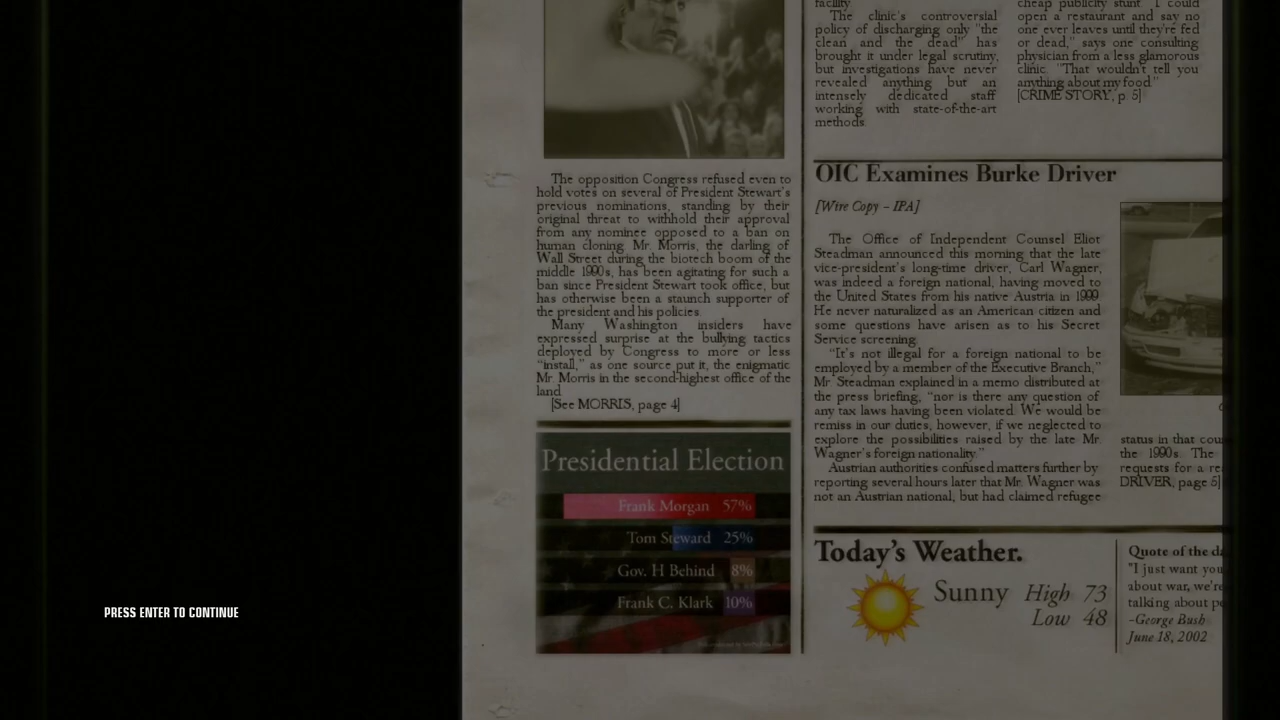 The opposition Congress refused even to
hold votes on several of President Stewart's
previous nominations, standing by their
original threat to withhold their approval
from any nominee opposed to a ban on
human cloning. Mr. Morris, the darling of
Wall Street during the biotech boom of the
middle 1990s, has been agitating for such a
ban since President Stewart took office, but
has otherwise been a staunch supporter of
the president and his policies.
Many Washington insiders have
expressed surprise at the bullying tactics
deployed by Congress to more or less
"install," as one source put it, the enigmatic
Mr. Morris in the second-highest office of the
land.
[See MORRIS, page 4]
Presidential Election
Frank Morgan 57%
Tom Steward 25%
Gov. H Behind 8%
Frank C. Klark 10%
facility.
The clinic's controversial
policy of discharging only "the
clean and the dead" has
brought it under legal scrutiny,
but investigations have never
revealed anything but an
intensely dedicated staff
working with state-of-the-art
methods.
cheap publicity stunt. "I could
open a restaurant and say no
one ever leaves until they're fed
or dead," says one consulting
physician from a less glamorous
clinic. "That wouldn't tell you
anything about my food."
[CRIME STORY, p. 5]
OIC Examines Burke Driver
[Wire Copy – IPA]
The Office of Independent Counsel Eliot
Steadman announced this morning that the late
vice-president's long-time driver, Carl Wagner,
was indeed a foreign national, having moved to
the United States from his native Austria in 1999.
He never naturalized as an American citizen and
some questions have arisen as to his Secret
Service screening.
"It's not illegal for a foreign national to be
employed by a member of the Executive Branch,"
Mr. Steadman explained in a memo distributed at
the press briefing, "nor is there any question of
any tax laws having been violated. We would be
remiss in our duties, however, if we neglected to
explore the possibilities raised by the late Mr.
Wagner's foreign nationality."
Austrian authorities confused matters further by
reporting several hours later that Mr. Wagner was
not an Austrian national, but had claimed refugee
status in that
the 1990s. The
requests for a
DRIVER, page 5]
Today's Weather.
Sunny High 73
Low 48
Quote of the
"I just want you
about war, we're
talking about
-George Bush
June 18, 2002
PRESS ENTER TO CONTINUE